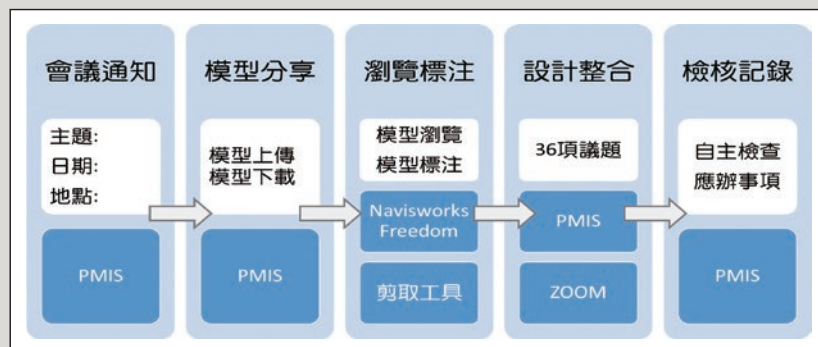 會議通知
主題:
日期:
地點:
PMIS
模型分享
模型上傳
模型下載
PMIS
瀏覽標注
模型瀏覽
模型標注
Navisworks
Freedom
剪取工具
設計整合
36項議題
PMIS
ZOOM
檢核記錄
自主檢查
應辦事項
PMIS